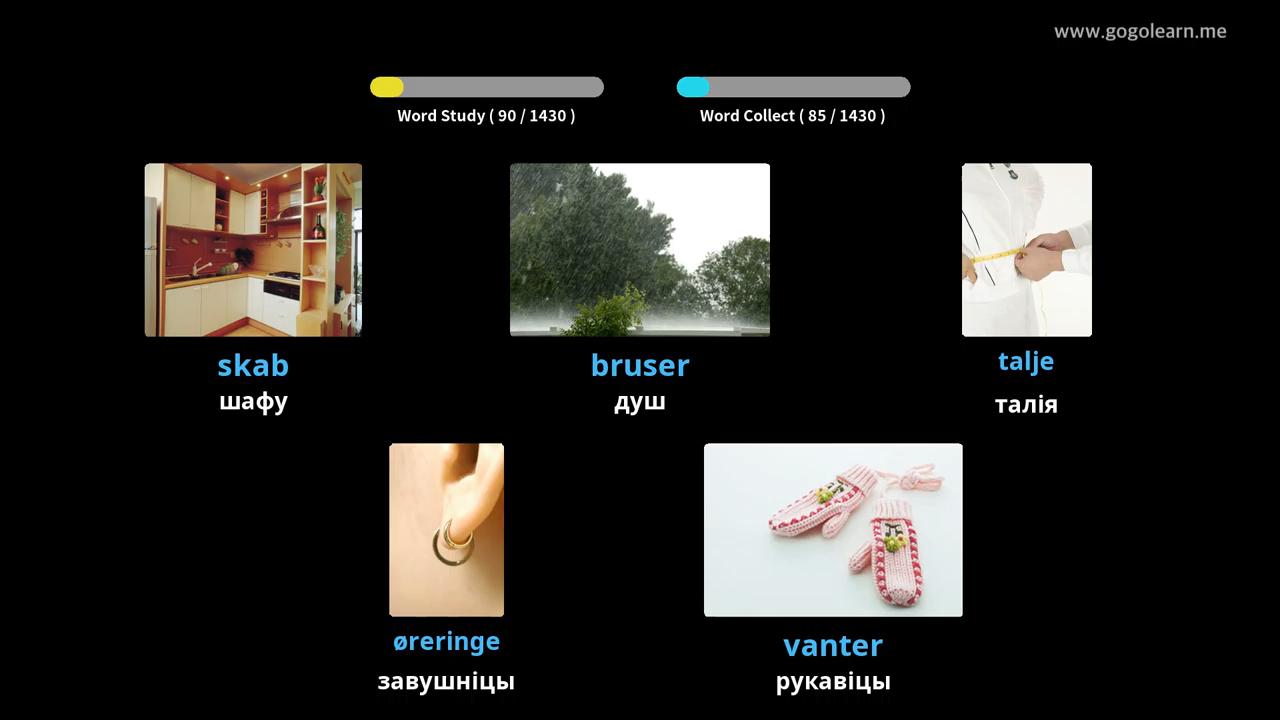 www.gogolearn.me
Word Study ( 90 / 1430 )
Word Collect ( 85 / 1430 )
skab
шафу
bruser
душ
talje
талія
øreringe
завушніцы
vanter
рукавіцы